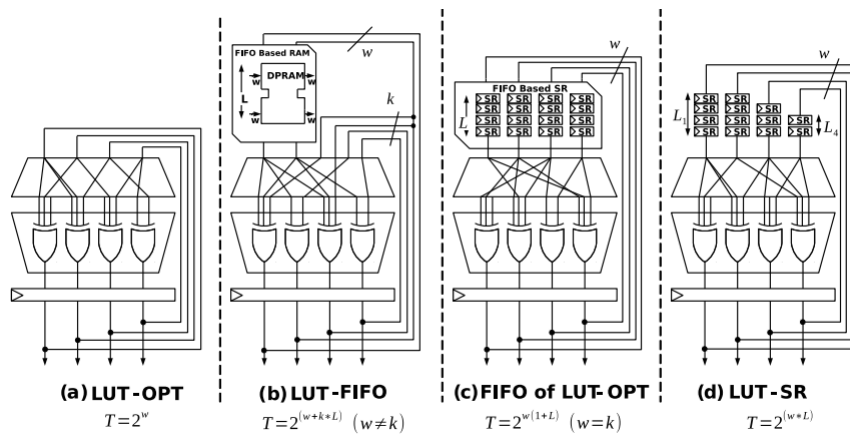 w
FIFO Based RAM
DPRAM
w w
L
w w
k
(a) LUT-OPT
T=2^w
(b) LUT-FIFO
T=2^(w+k*L) (w≠k)
w
FIFO Based SR
SR SR SR SR
SR SR SR SR
SR SR SR SR
SR SR SR SR
L
(c) FIFO of LUT-OPT
T=2^w(1+L) (w=k)
w
SR SR
SR SR SR
SR SR SR SR
SR SR SR SR
L₁
L₄
(d) LUT-SR
T=2^(w*L)